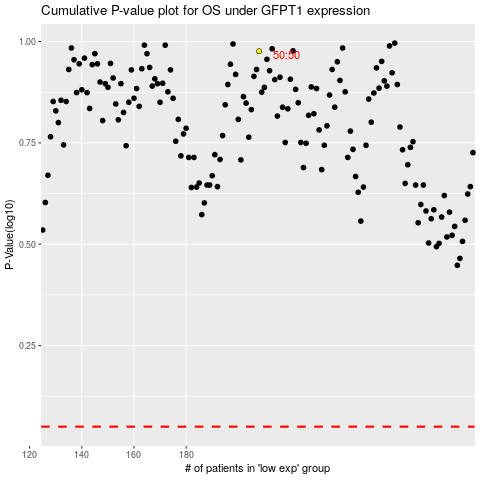 Cumulative P-value plot for OS under GFPT1 expression
1.00
50:50
0.75
P-Value(log10)
0.50
0.25
120 140 160 180
# of patients in 'low exp' group